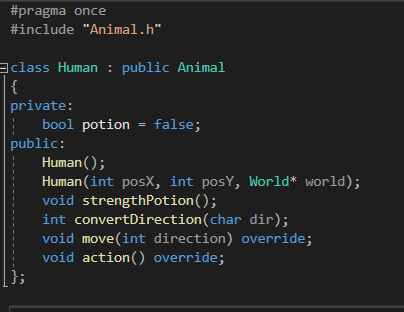 #pragma once
#include "Animal.h"
class Human : public Animal
{
private:
bool potion = false;
public:
Human();
Human(int posX, int posY, World* world);
void strengthPotion();
int convertDirection(char dir);
void move(int direction) override;
void action() override;
};